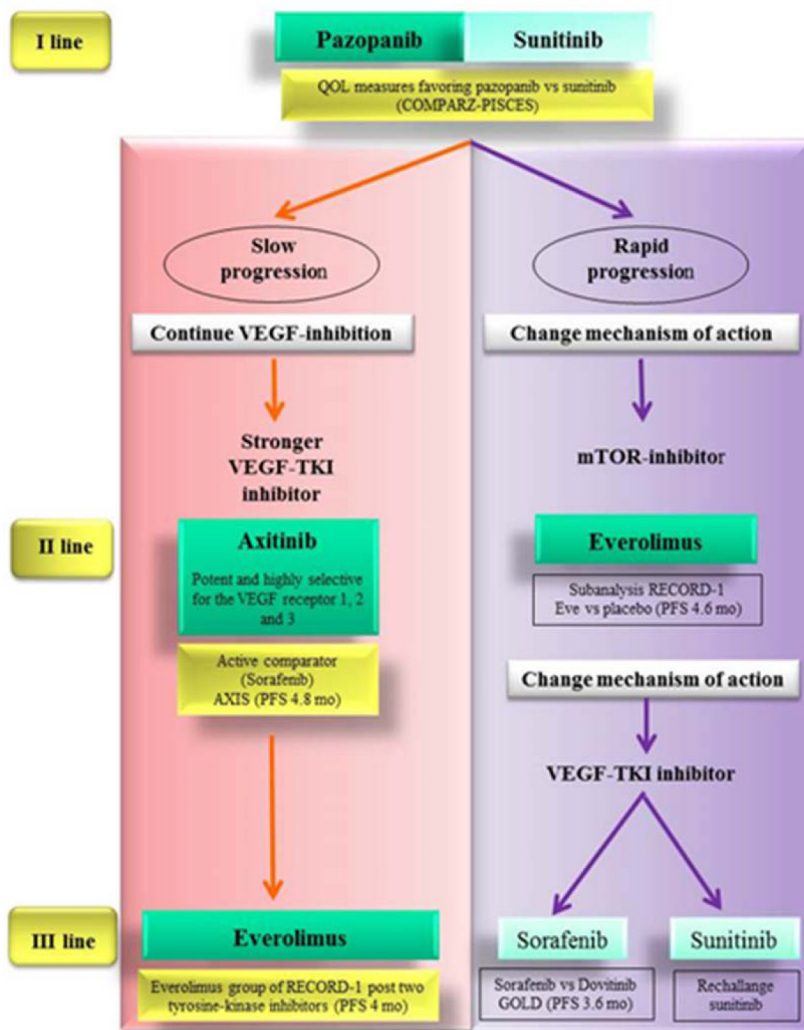 I line
Pazopanib
Sunitinib
QOL measures favoring pazopanib vs sunitinib
(COMPARZ-PISCES)
Slow
progression
Continue VEGF-inhibition
Stronger
VEGF-TKI
inhibitor
Rapid
progression
Change mechanism of action
mTOR-inhibitor
II line
Axitinib
Potent and highly selective
for the VEGF receptor 1, 2
and 3
Active comparator
(Sorafenib)
AXIS (PFS 4.8 mo)
Everolimus
Subanalysis RECORD-1
Eve vs placebo (PFS 4.6 mo)
Change mechanism of action
VEGF-TKI inhibitor
III line
Everolimus
Everolimus group of RECORD-1 post two
tyrosine-kinase inhibitors (PFS 4 mo)
Sorafenib
Sorafenib vs Dovitinib
GOLD (PFS 3.6 mo)
Sunitinib
Rechallange
sunitinib